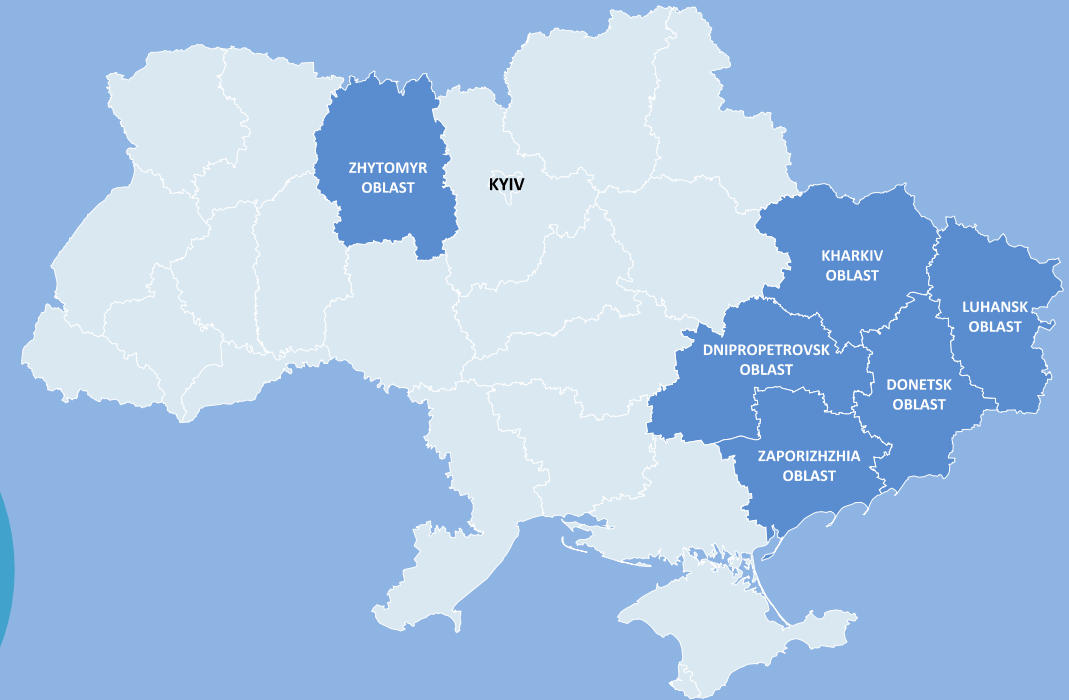 ZHYTOMYR
OBLAST
KYIV
KHARKIV
OBLAST
LUHANSK
OBLAST
DNIPROPETROVSK
OBLAST
DONETSK
OBLAST
ZAPORIZHZHIA
OBLAST